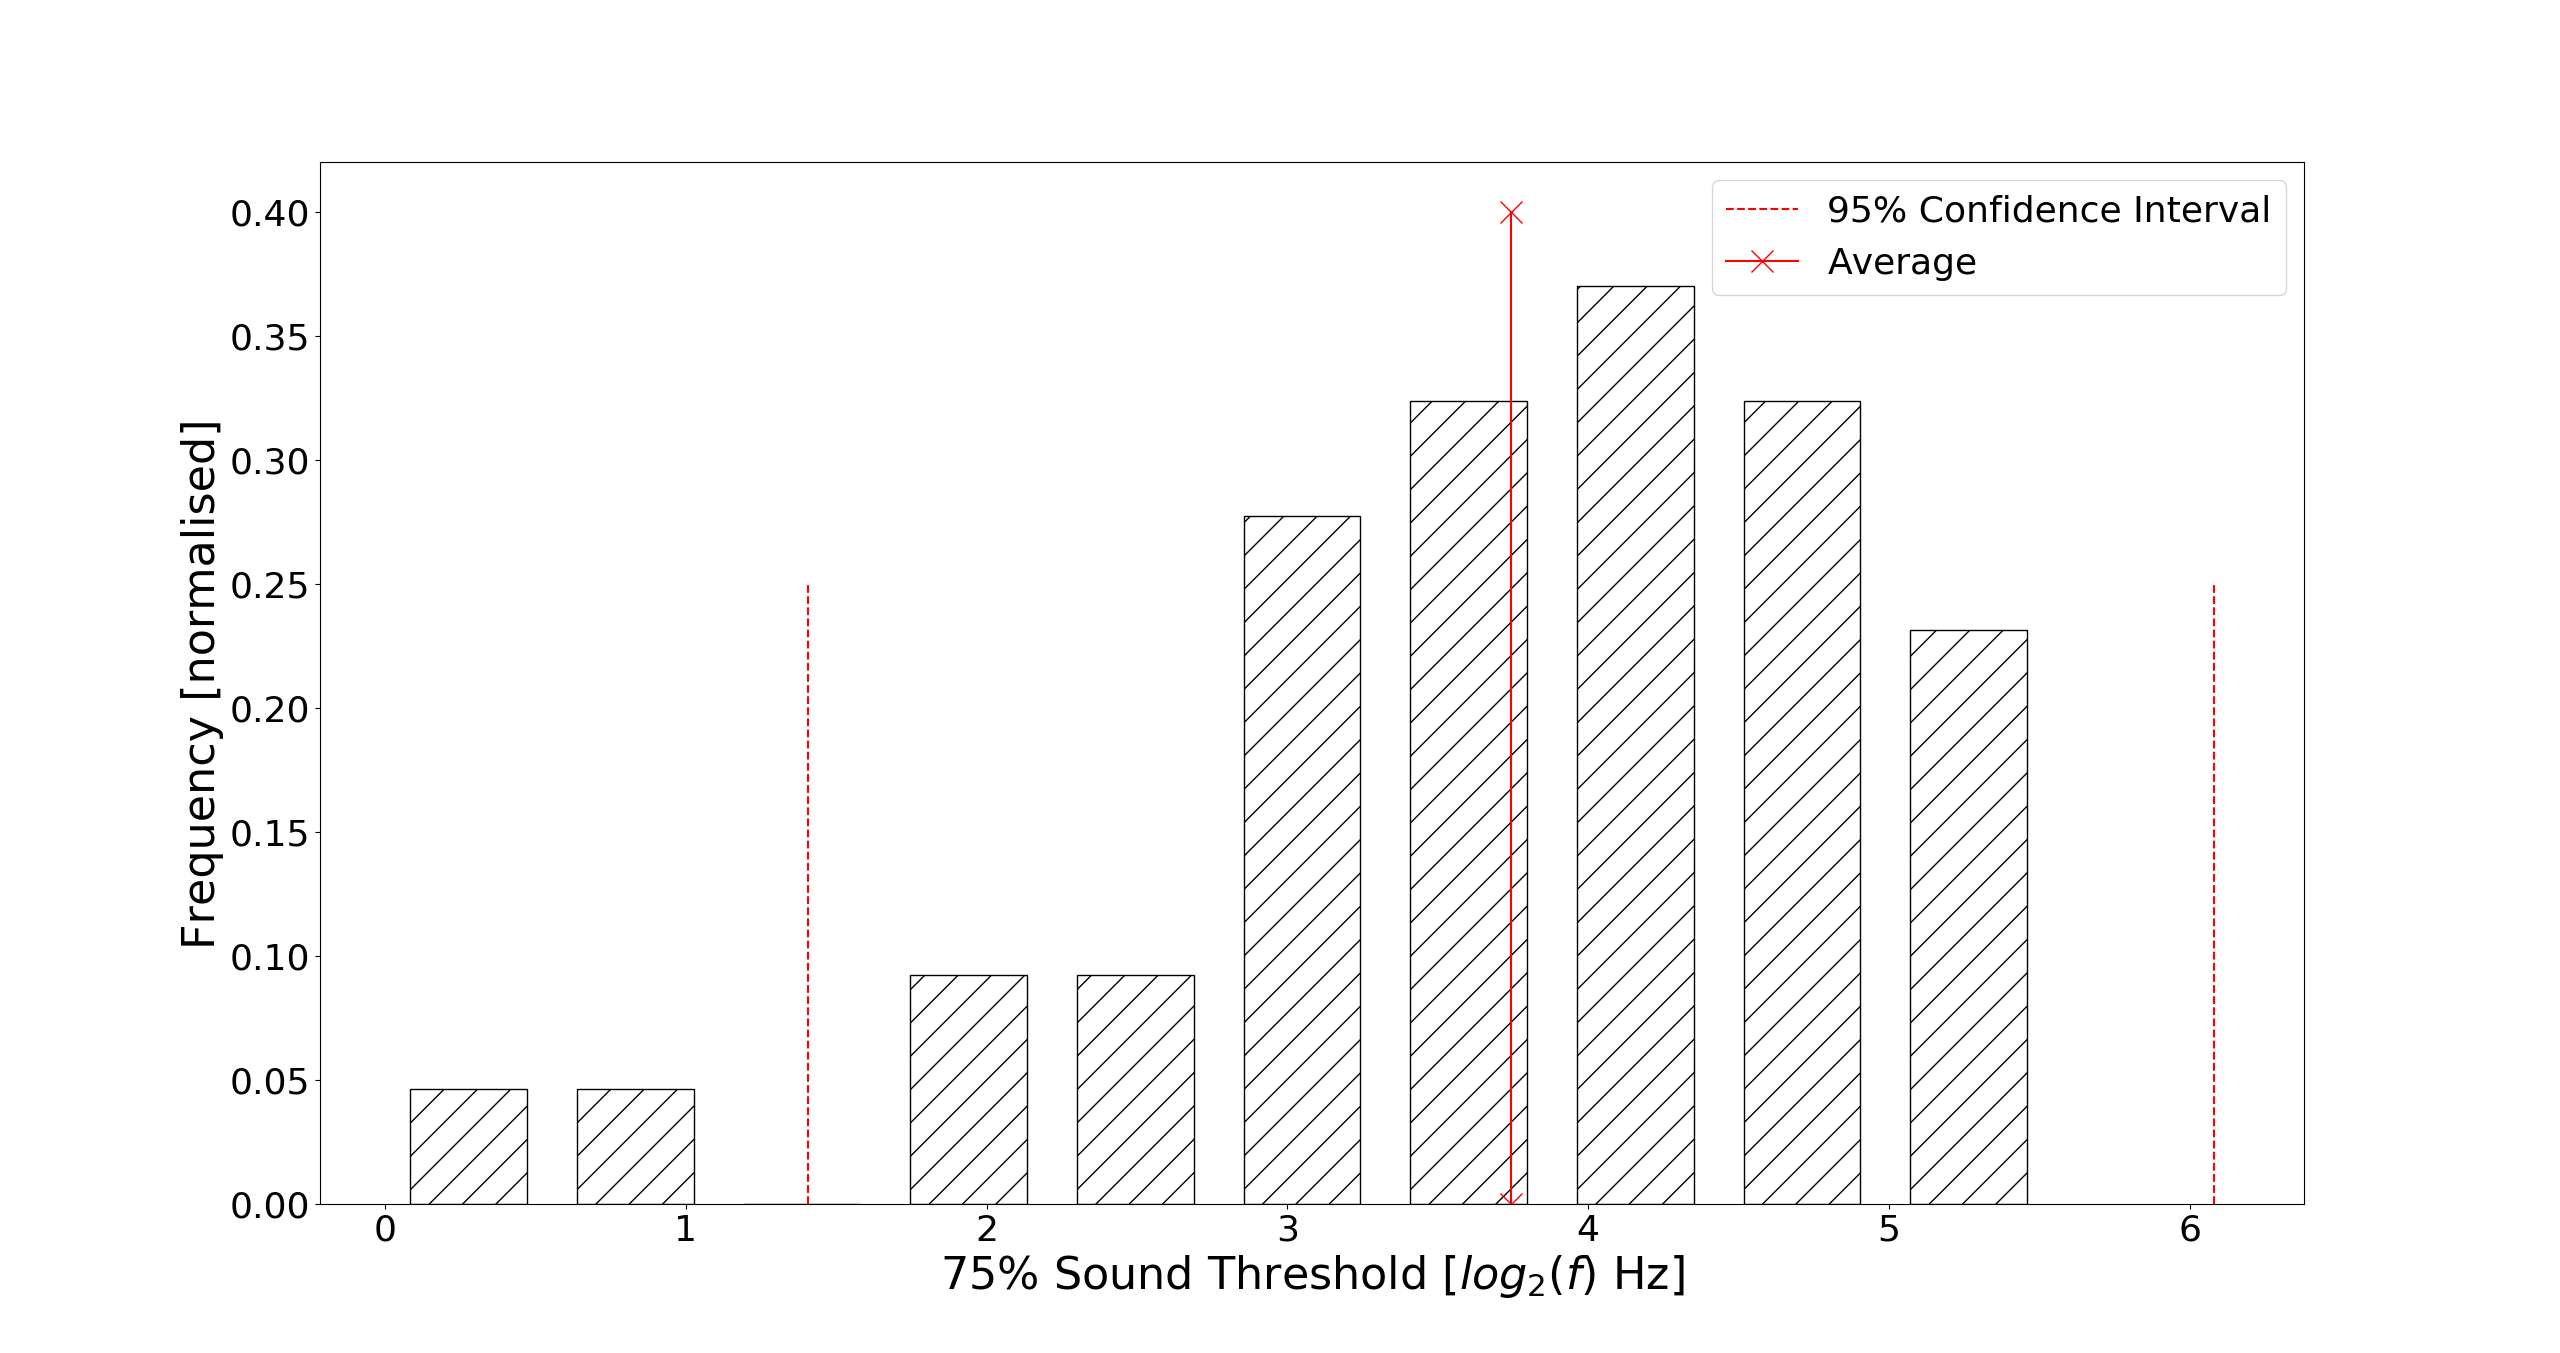 95% Confidence Interval
Average
Frequency [normalised]
0.40
0.35
0.30
0.25
0.20
0.15
0.10
0.05
0.00
0 1 2 3 4 5 6
75% Sound Threshold [log₂(f) Hz]